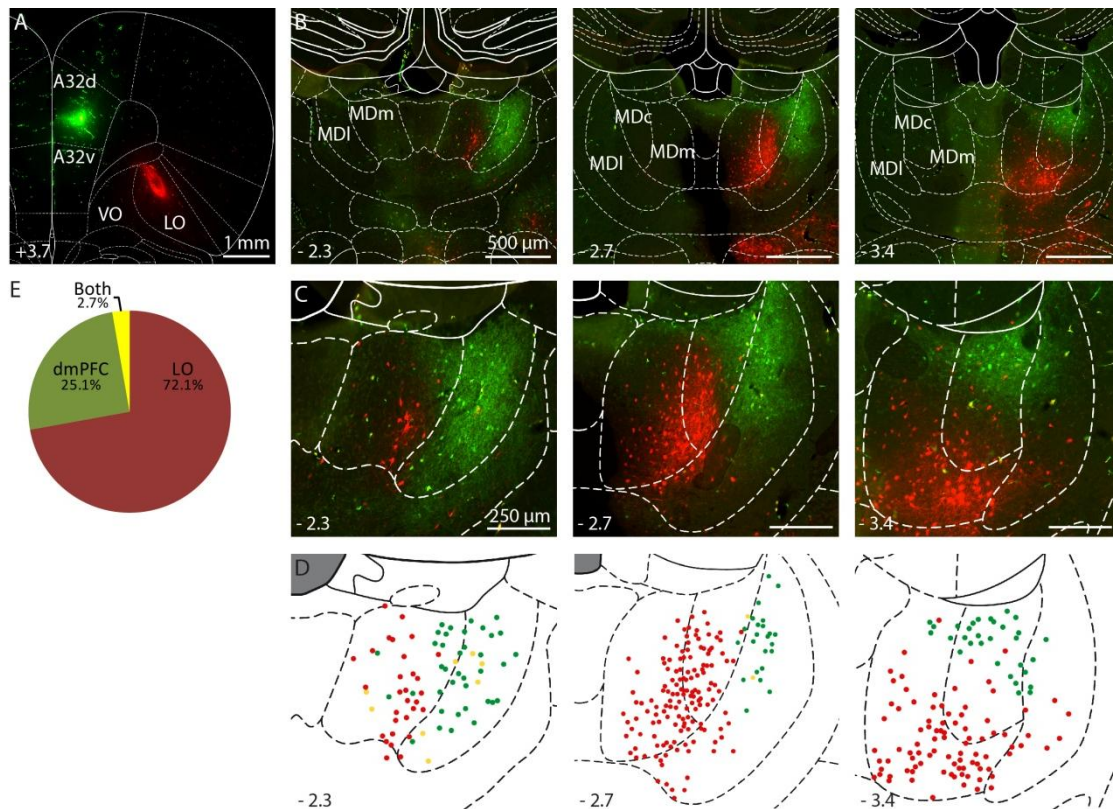 A
A32d
A32v
VO
LO
+3.7
1 mm
B
MDm
MDl
- 2.3
500 µm
MDc
MDl
MDm
- 2.7
MDc
MDl
MDm
-3.4
E
Both
2.7%
dmPFC
25.1%
LO
72.1%
C
- 2.3
250 µm
- 2.7
- 3.4
D
- 2.3
- 2.7
- 3.4